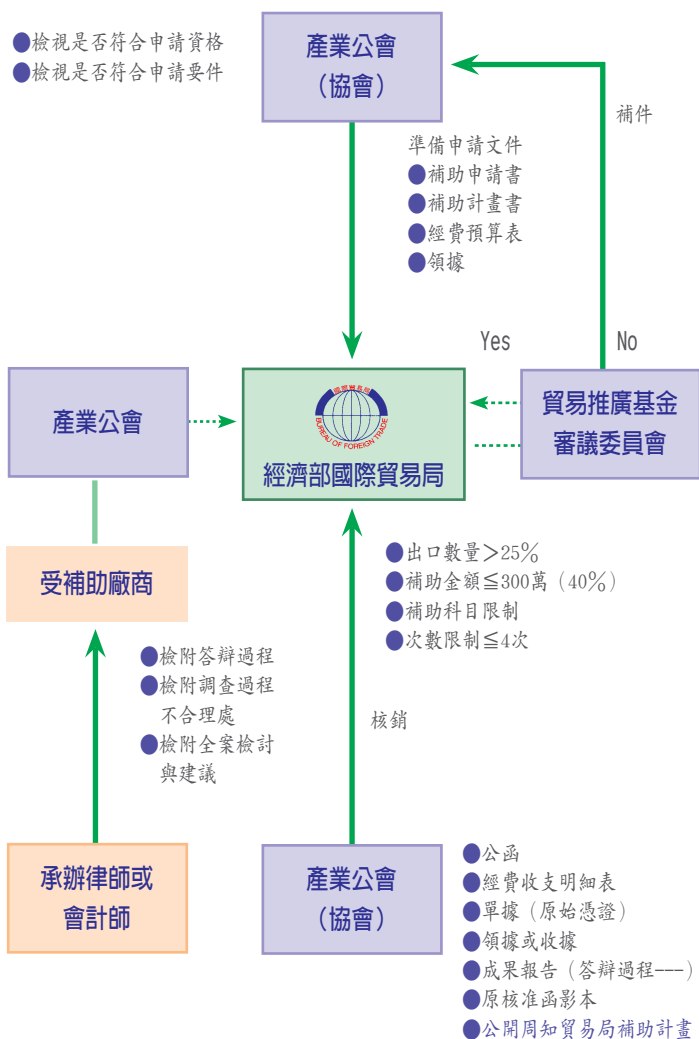 ●檢視是否符合申請資格
●檢視是否符合申請要件
產業公會
（協會）
補件
準備申請文件
●補助申請書
●補助計畫書
●經費預算表
●領據
Yes
No
產業公會
國際貿易局
BUREAU OF FOREIGN TRADE
經濟部國際貿易局
貿易推廣基金
審議委員會
受補助廠商
●出口數量＞25％
●補助金額≦300萬（40％）
●補助科目限制
●次數限制≦4次
●檢附答辯過程
●檢附調查過程
不合理處
●檢附全案檢討
與建議
核銷
承辦律師或
會計師
產業公會
（協會）
●公函
●經費收支明細表
●單據（原始憑證）
●領據或收據
●成果報告（答辯過程---）
●原核准函影本
●公開周知貿易局補助計畫